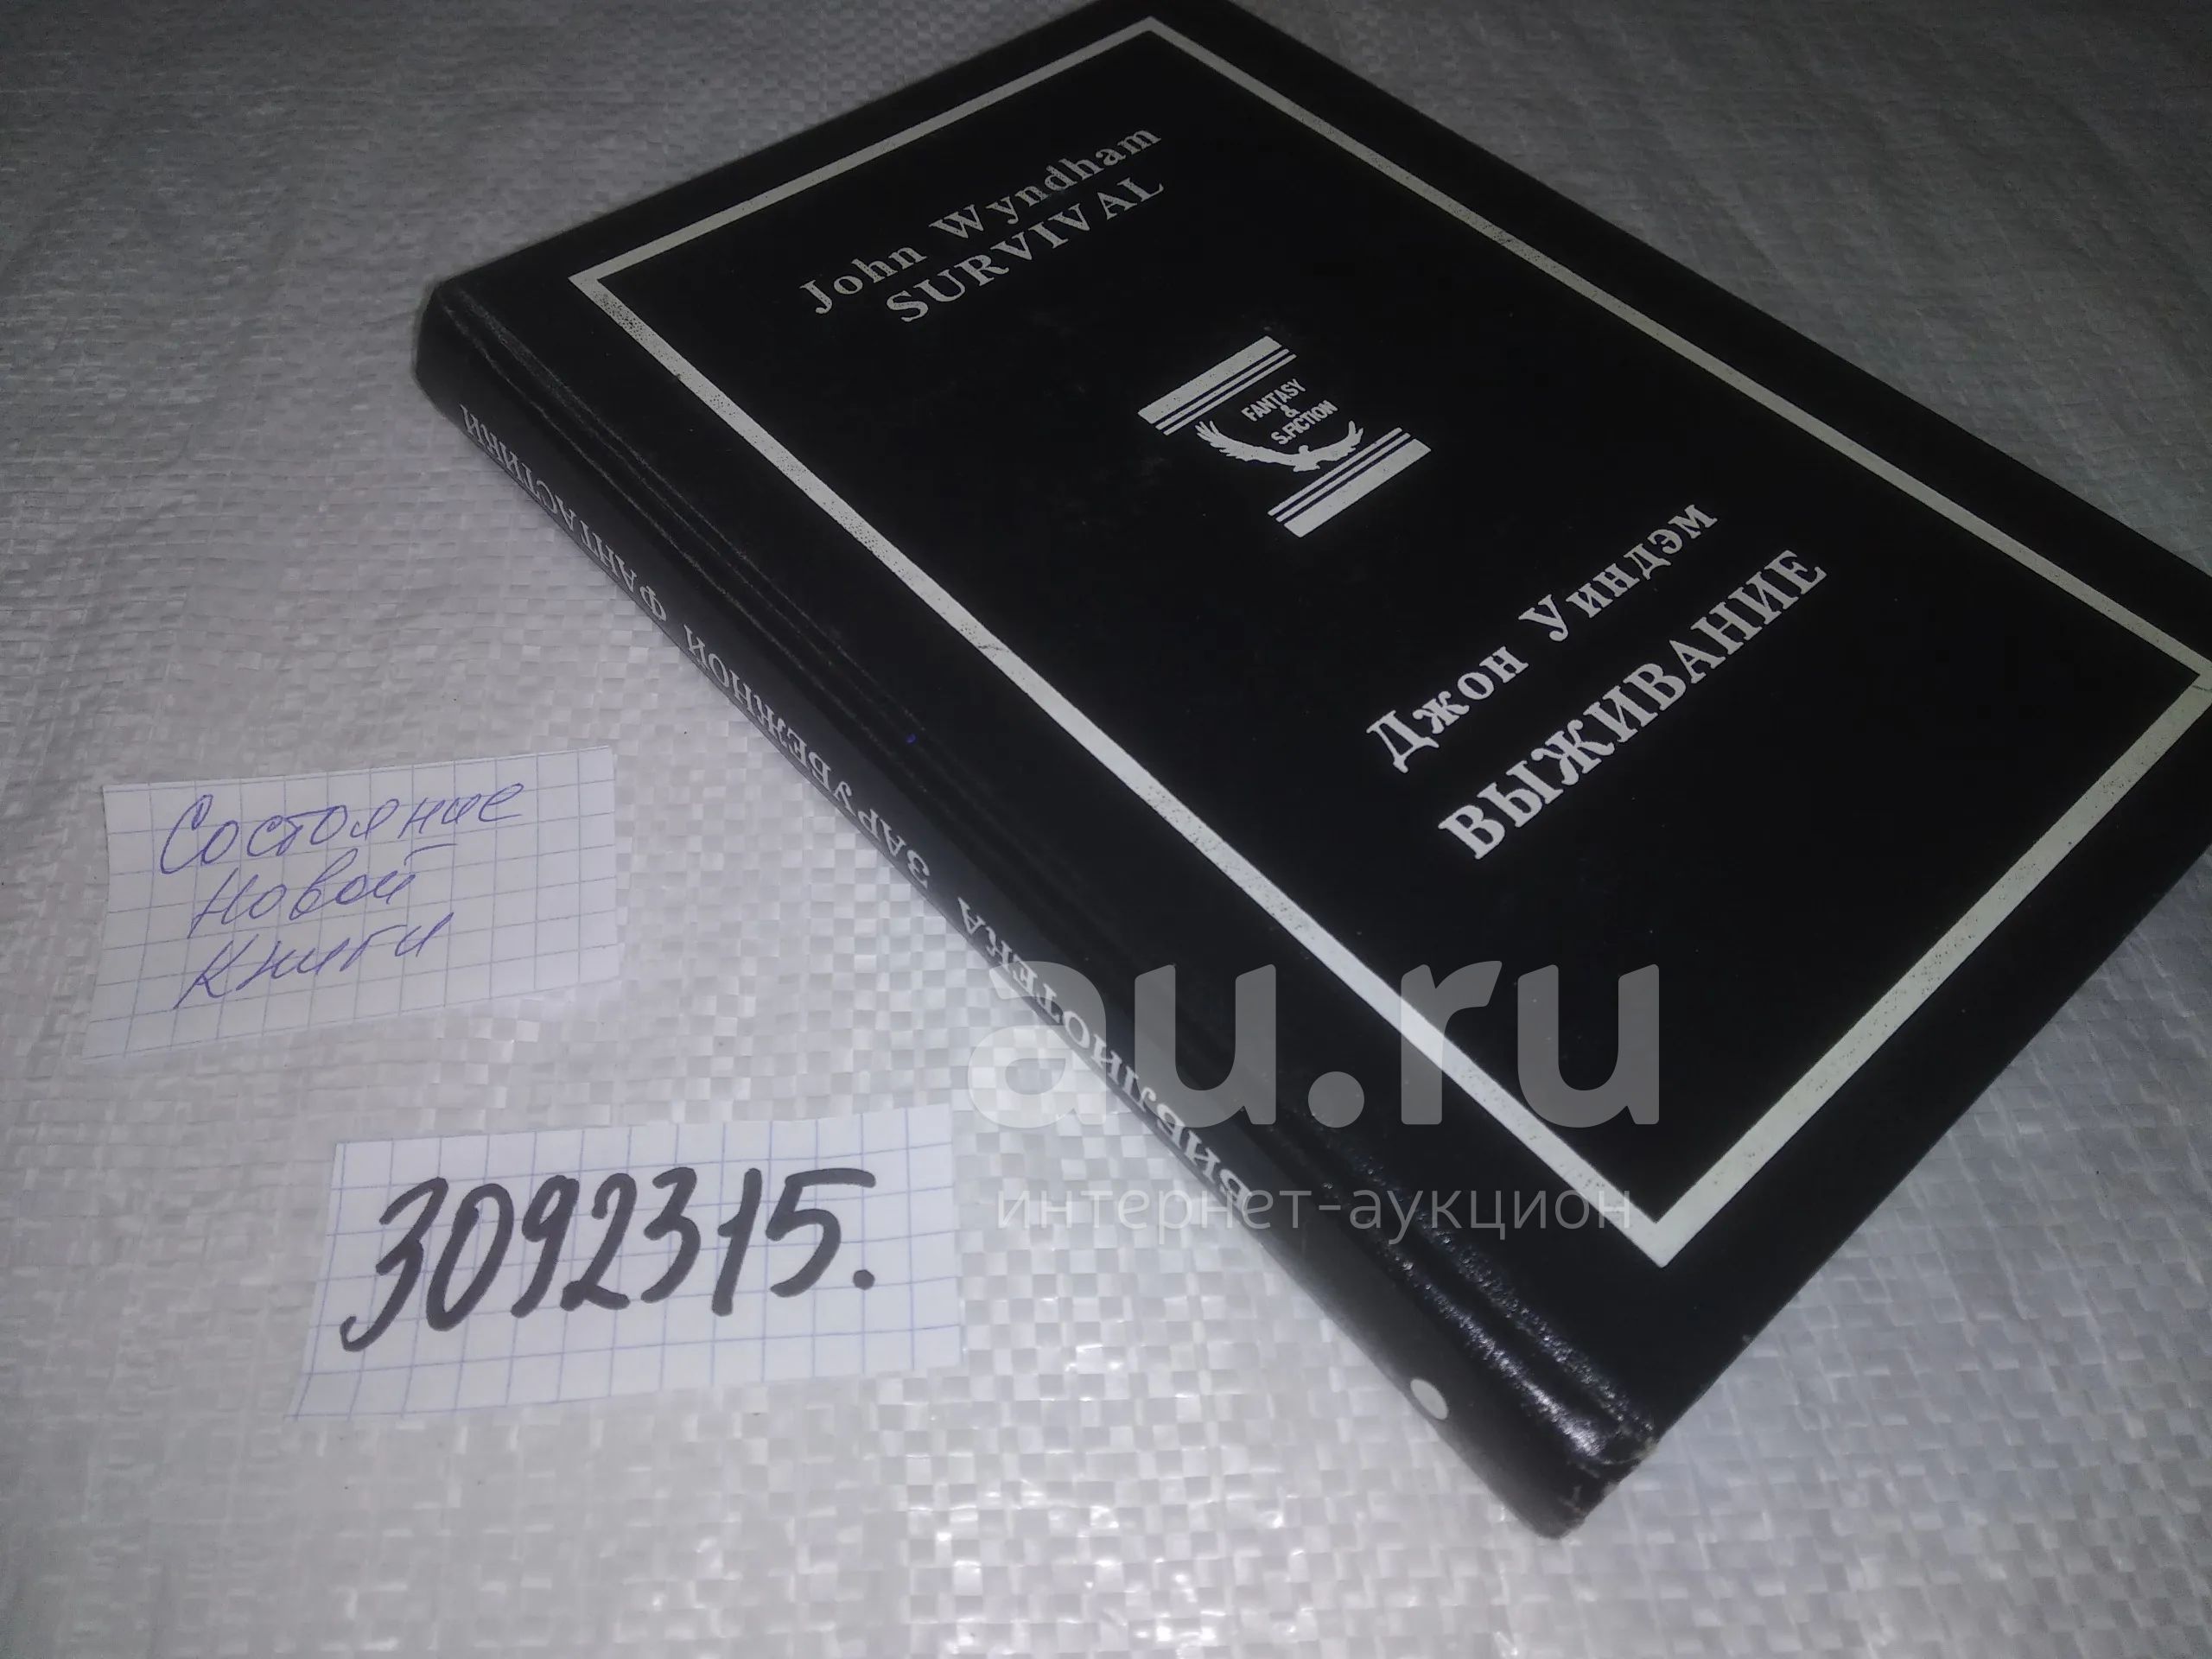 John Wyndham
SURVIVAL
FANTASY
&
S.FICTION
Джон Уиндэм
ВЫЖИВАНИЕ
БИБЛИОТЕКА ЗАРУБЕЖНОЙ ФАНТАСТИКИ
Состояние
новой
книги
3092315.
au.ru
интернет-аукцион